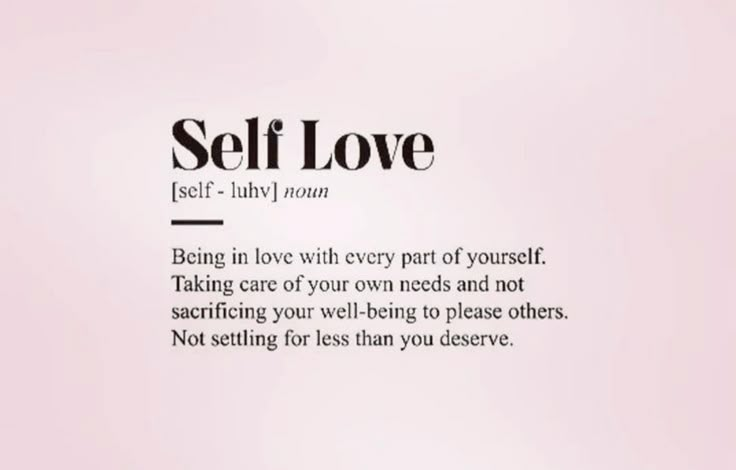 Self Love
[self - luhv] noun
Being in love with every part of yourself.
Taking care of your own needs and not
sacrificing your well-being to please others.
Not settling for less than you deserve.